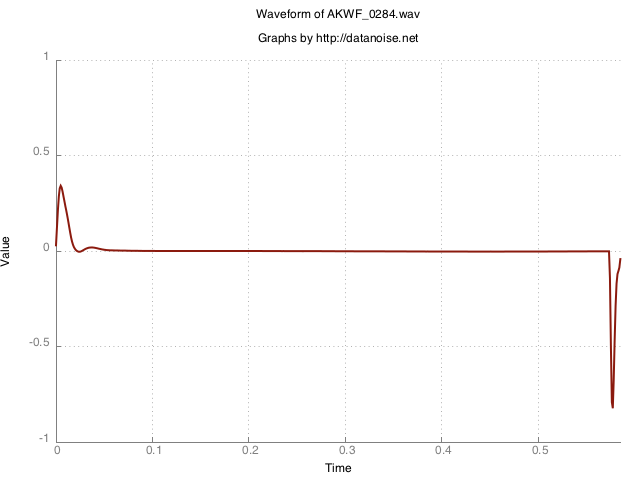 Waveform of AKWF_0284.wav
Graphs by http://datanoise.net
1
0.5
0
-0.5
-1
Value
0 0.1 0.2 0.3 0.4 0.5
Time